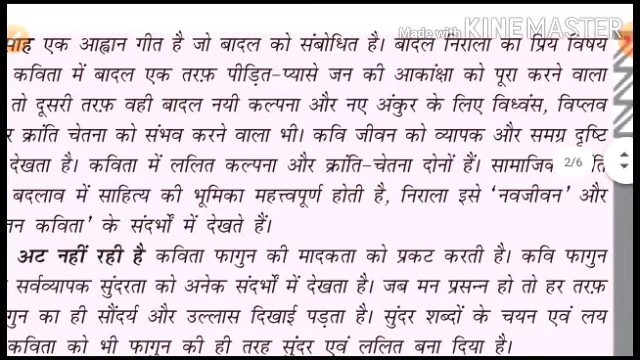 Made with KINEMASTER
साह एक आह्वान गीत है जो बादल को संबोधित है। बादल निराला का प्रिय विषय
कविता में बादल एक तरफ़ पीड़ित-प्यासे जन की आकांक्षा को पूरा करने वाला
तो दूसरी तरफ़ वही बादल नयी कल्पना और नए अंकुर के लिए विध्वंस, विप्लव
र क्रांति चेतना को संभव करने वाला भी। कवि जीवन को व्यापक और समग्र दृष्टि
देखता है। कविता में ललित कल्पना और क्रांति-चेतना दोनों हैं। सामाजिक ति
2/6
बदलाव में साहित्य की भूमिका महत्त्वपूर्ण होती है, निराला इसे 'नवजीवन' और
तन कविता' के संदर्भों में देखते हैं।
अट नहीं रही है कविता फागुन की मादकता को प्रकट करती है। कवि फागुन
सर्वव्यापक सुंदरता को अनेक संदर्भों में देखता है। जब मन प्रसन्न हो तो हर तरफ़
गुन का ही सौंदर्य और उल्लास दिखाई पड़ता है। सुंदर शब्दों के चयन एवं लय
कविता को भी फागुन की ही तरह सुंदर एवं ललित बना दिया है।